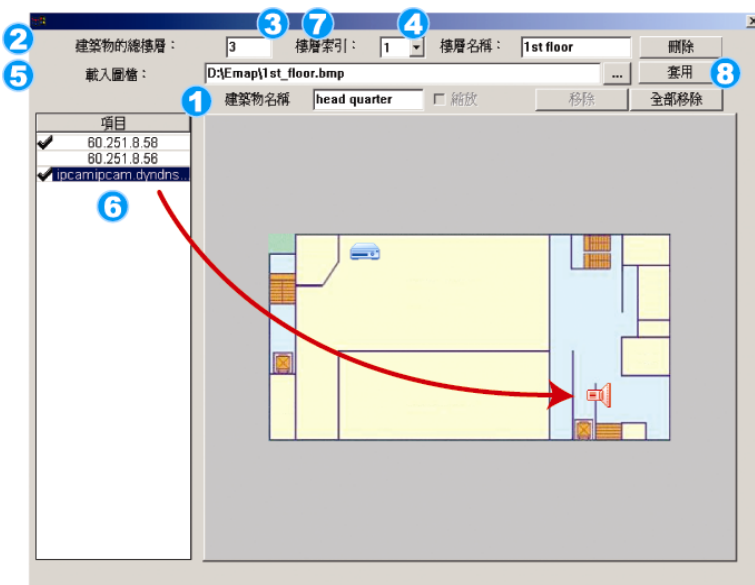 3 7 4
2 建築物的總樓層： 3 樓層索引： 1 樓層名稱： 1st floor 刪除
5 載入圖檔： D:\Emap\1st_floor.bmp ... 套用 8
1 建築物名稱 head quarter 縮放 移除 全部移除
項目
60.251.8.58
60.251.8.56
ipcamipcam.dyndns...
6